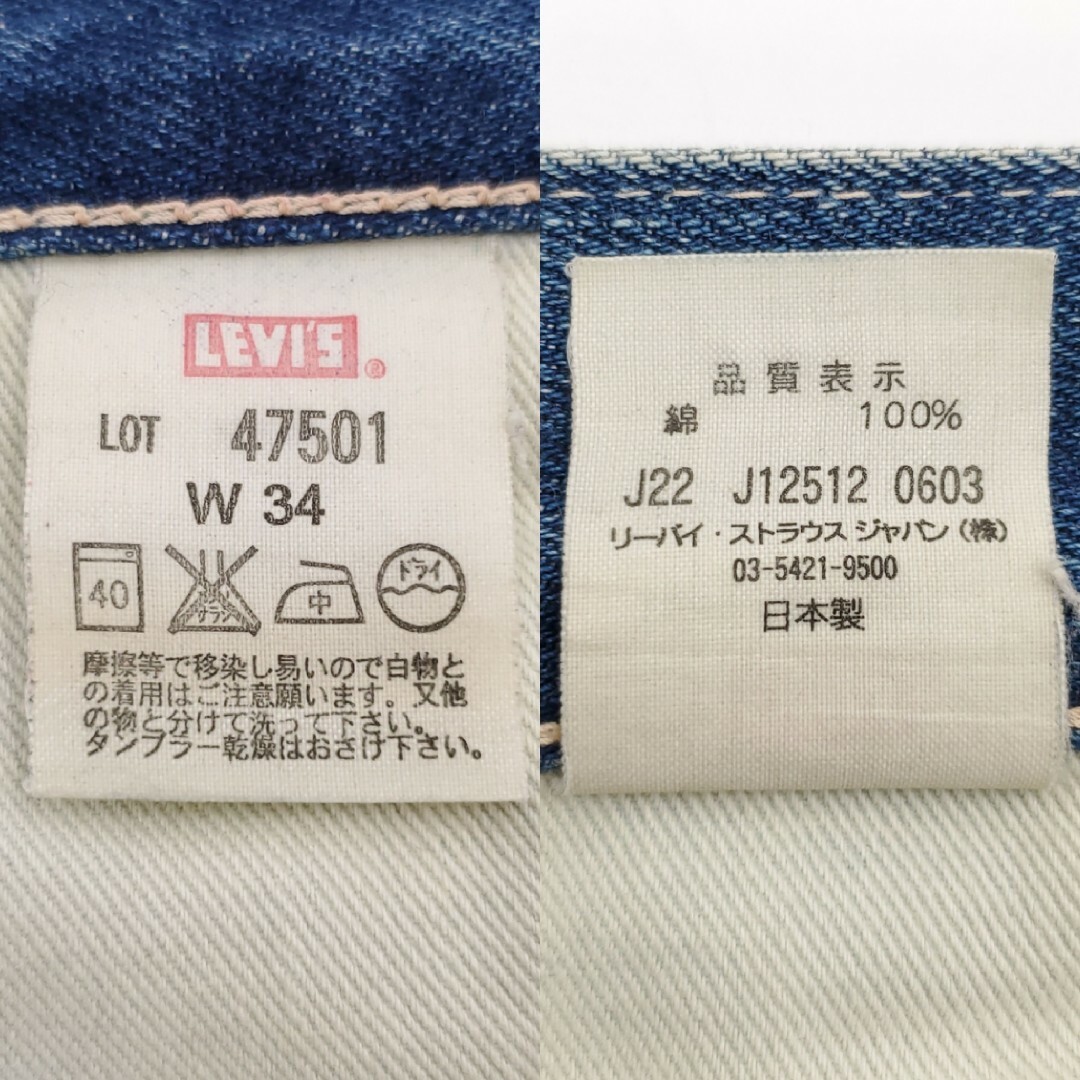 LEVI'S®
LOT 47501
W 34
40
エンソサラシ
中
ドライ
摩擦等で移染し易いので白物と
の着用はご注意願います。又他
の物と分けて洗って下さい。
タンブラー乾燥はおさけ下さい。
品質表示
綿 100%
J22 J12512 0603
リーバイ・ストラウス ジャパン(株)
03-5421-9500
日本製